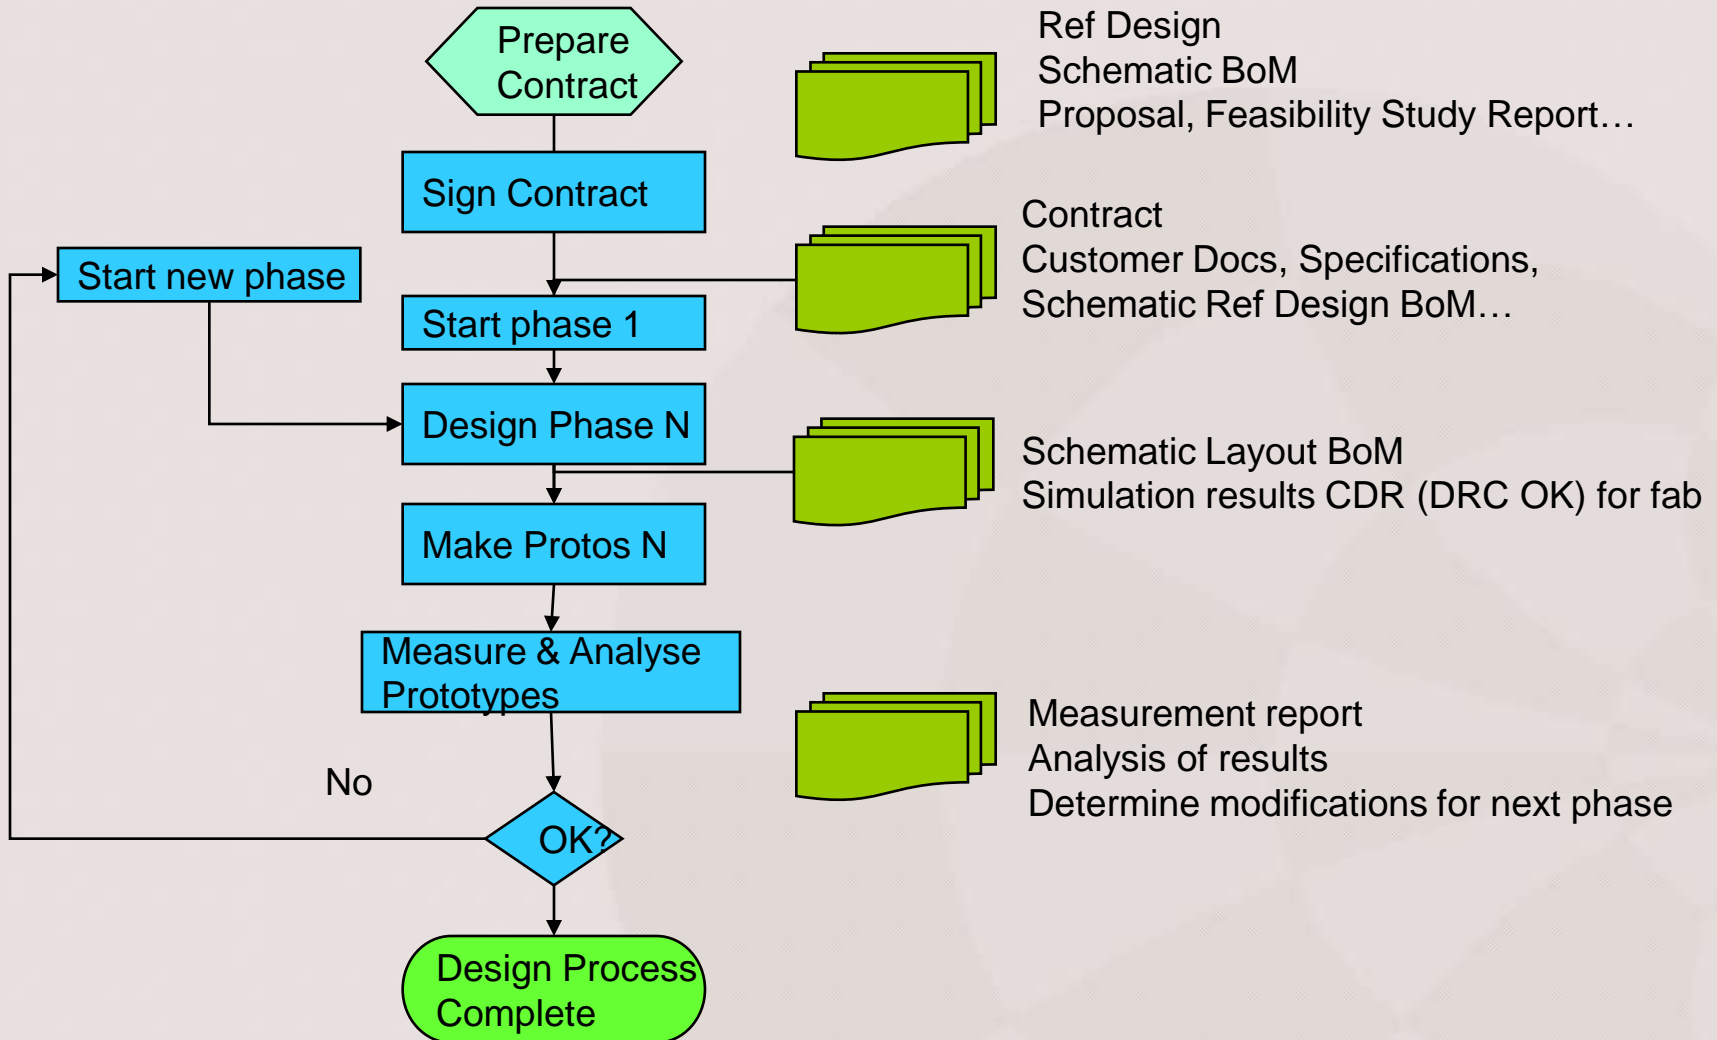 Prepare
Contract
Ref Design
Schematic BoM
Proposal, Feasibility Study Report…
Sign Contract
Contract
Customer Docs, Specifications,
Schematic Ref Design BoM…
Start new phase
Start phase 1
Design Phase N
Schematic Layout BoM
Simulation results CDR (DRC OK) for fab
Make Protos N
Measure & Analyse
Prototypes
Measurement report
Analysis of results
Determine modifications for next phase
No
OK?
Design Process
Complete